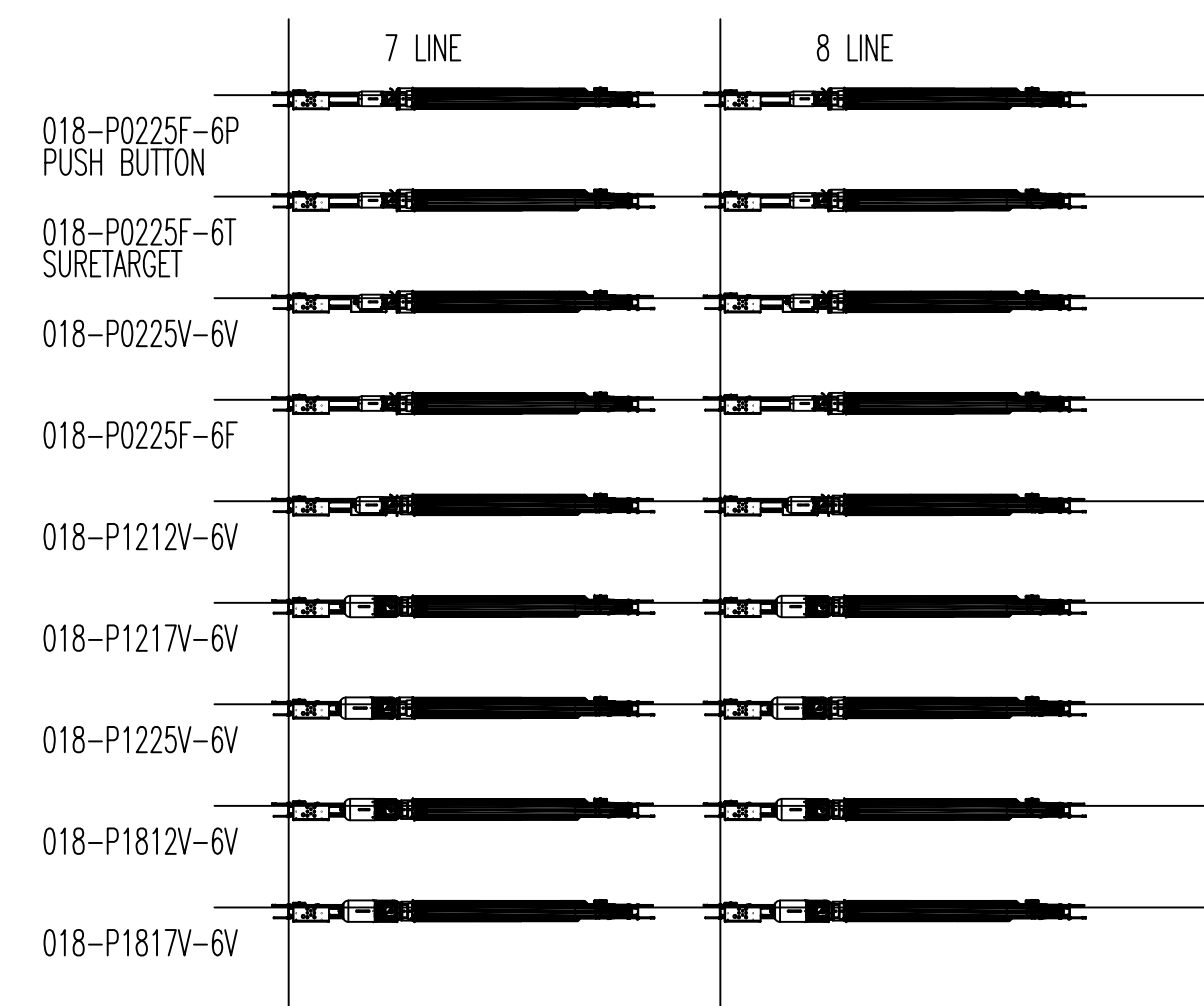 7 LINE 8 LINE
018-P0225F-6P
PUSH BUTTON
018-P0225F-6T
SURETARGET
018-P0225V-6V
018-P0225F-6F
018-P1212V-6V
018-P1217V-6V
018-P1225V-6V
018-P1812V-6V
018-P1817V-6V